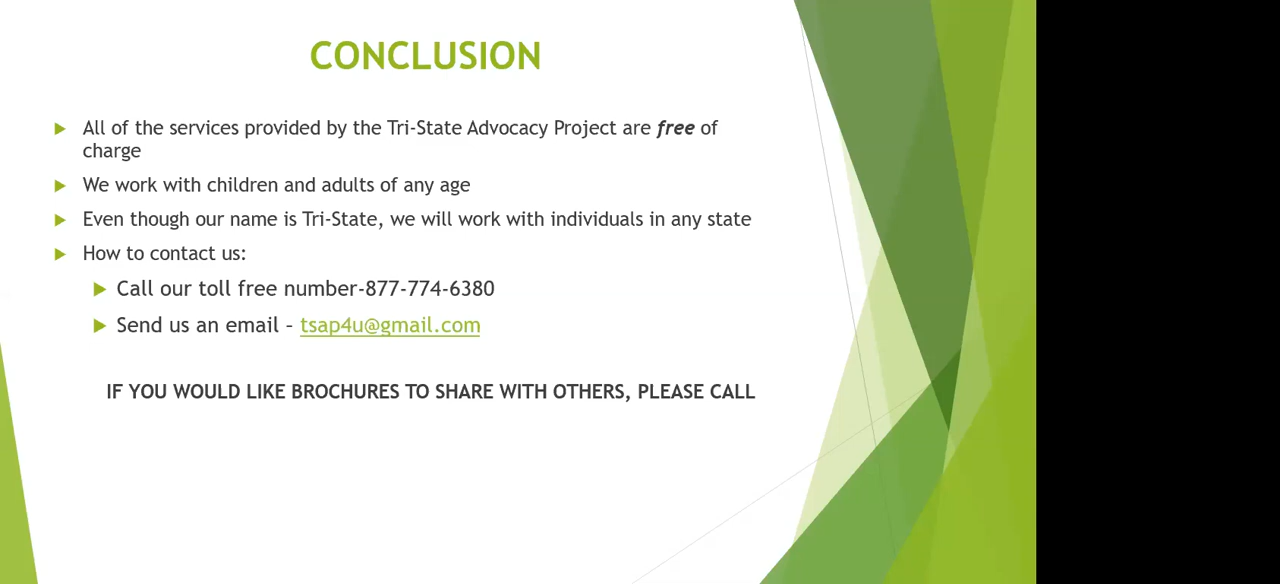 CONCLUSION
All of the services provided by the Tri-State Advocacy Project are free of
charge
We work with children and adults of any age
Even though our name is Tri-State, we will work with individuals in any state
How to contact us:
Call our toll free number-877-774-6380
Send us an email – tsap4u@gmail.com
IF YOU WOULD LIKE BROCHURES TO SHARE WITH OTHERS, PLEASE CALL